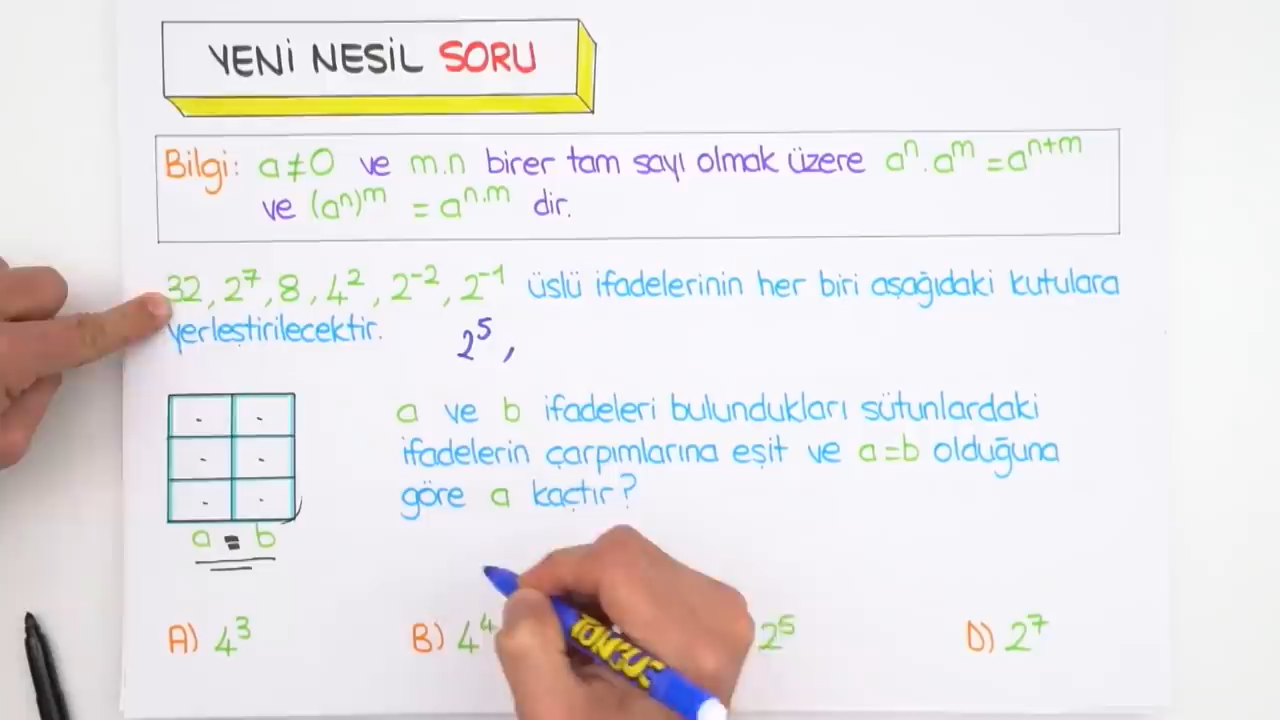 YENİ NESİL SORU
Bilgi: a≠0 ve m.n birer tam sayı olmak üzere aⁿ.aᵐ = aⁿ⁺ᵐ
ve (aⁿ)ᵐ = aⁿ·ᵐ dir.
32, 2⁷, 8, 4², 2⁻², 2⁻¹ üslü ifadelerinin her biri aşağıdaki kutulara
yerleştirilecektir.
2⁵,
a ve b ifadeleri bulundukları sütunlardaki
ifadelerin çarpımlarına eşit ve a=b olduğuna
göre a kaçtır?
a = b
A) 4³ B) 4⁴ 2⁵ D) 2⁷
TONGUÇ